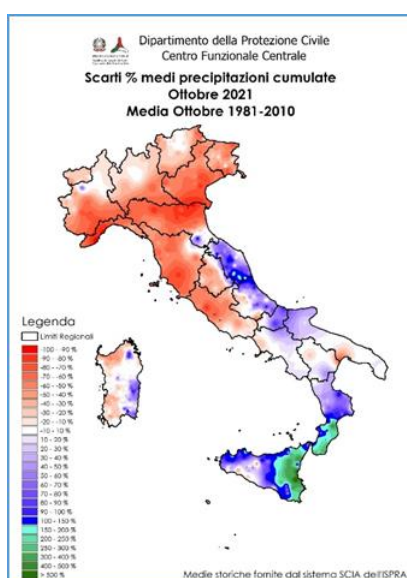 Dipartimento della Protezione Civile
Centro Funzionale Centrale
Scarti % medi precipitazioni cumulate
Ottobre 2021
Media Ottobre 1981-2010
Legenda
Limiti Regionali
-100 - -90 %
-90 - -80 %
-80 - -70 %
-70 - -60 %
-60 - -50 %
-50 - -40 %
-40 - -30 %
-30 - -20 %
-20 - -10 %
-10 - 10 %
10 - 20 %
20 - 30 %
30 - 40 %
40 - 50 %
50 - 60 %
60 - 70 %
70 - 80 %
80 - 90 %
90 - 100 %
100 - 150 %
150 - 200 %
200 - 250 %
250 - 300 %
300 - 400 %
400 - 500 %
> 500 %
Medie storiche fornite dal sistema SCIA dell'ISPRA